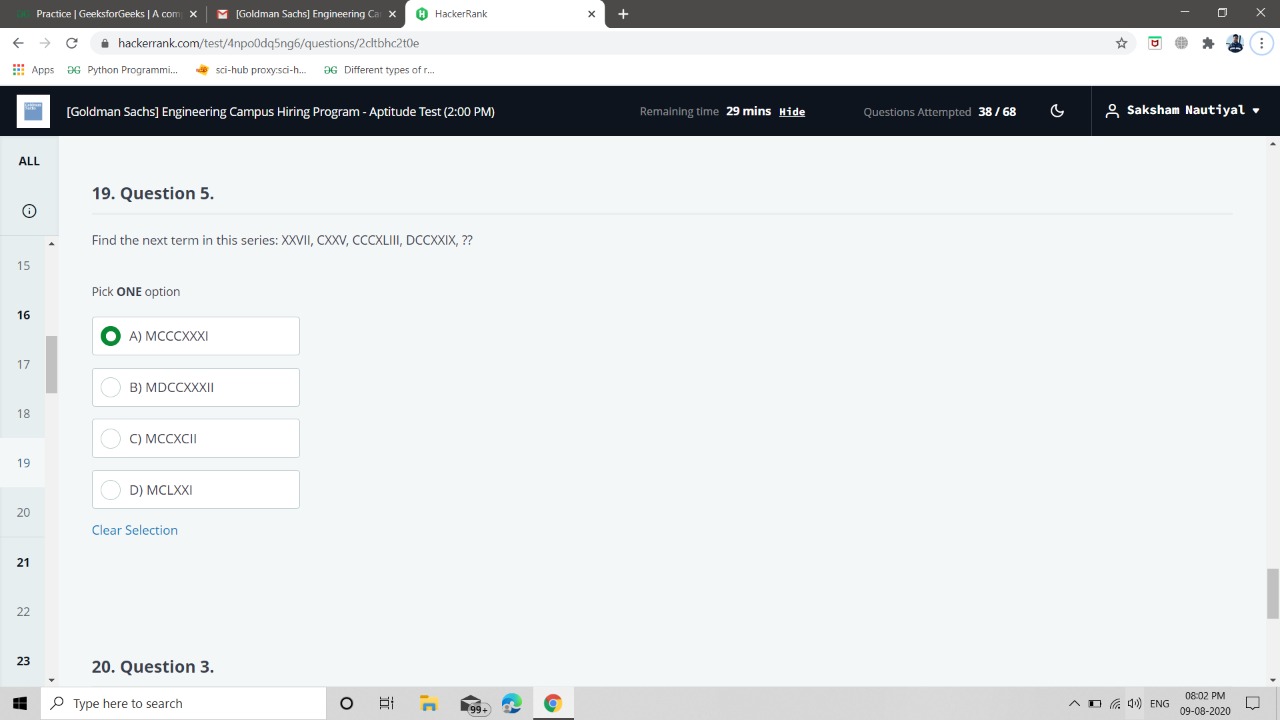 Practice | GeeksforGeeks | A com
[Goldman Sachs] Engineering Ca
HackerRank
hackerrank.com/test/4npo0dq5ng6/questions/2cltbhc2t0e
Apps
Python Programmi...
sci-hub proxy:sci-h...
Different types of r...
[Goldman Sachs] Engineering Campus Hiring Program - Aptitude Test (2:00 PM)
Remaining time 29 mins Hide
Questions Attempted 38 / 68
Saksham Nautiyal
ALL
15
16
17
18
19
20
21
22
23
19. Question 5.
Find the next term in this series: XXVII, CXXV, CCCXLIII, DCCXXIX, ??
Pick ONE option
A) MCCCXXXI
B) MDCCXXXII
C) MCCXCII
D) MCLXXI
Clear Selection
20. Question 3.
Type here to search
99+
ENG
08:02 PM
09-08-2020